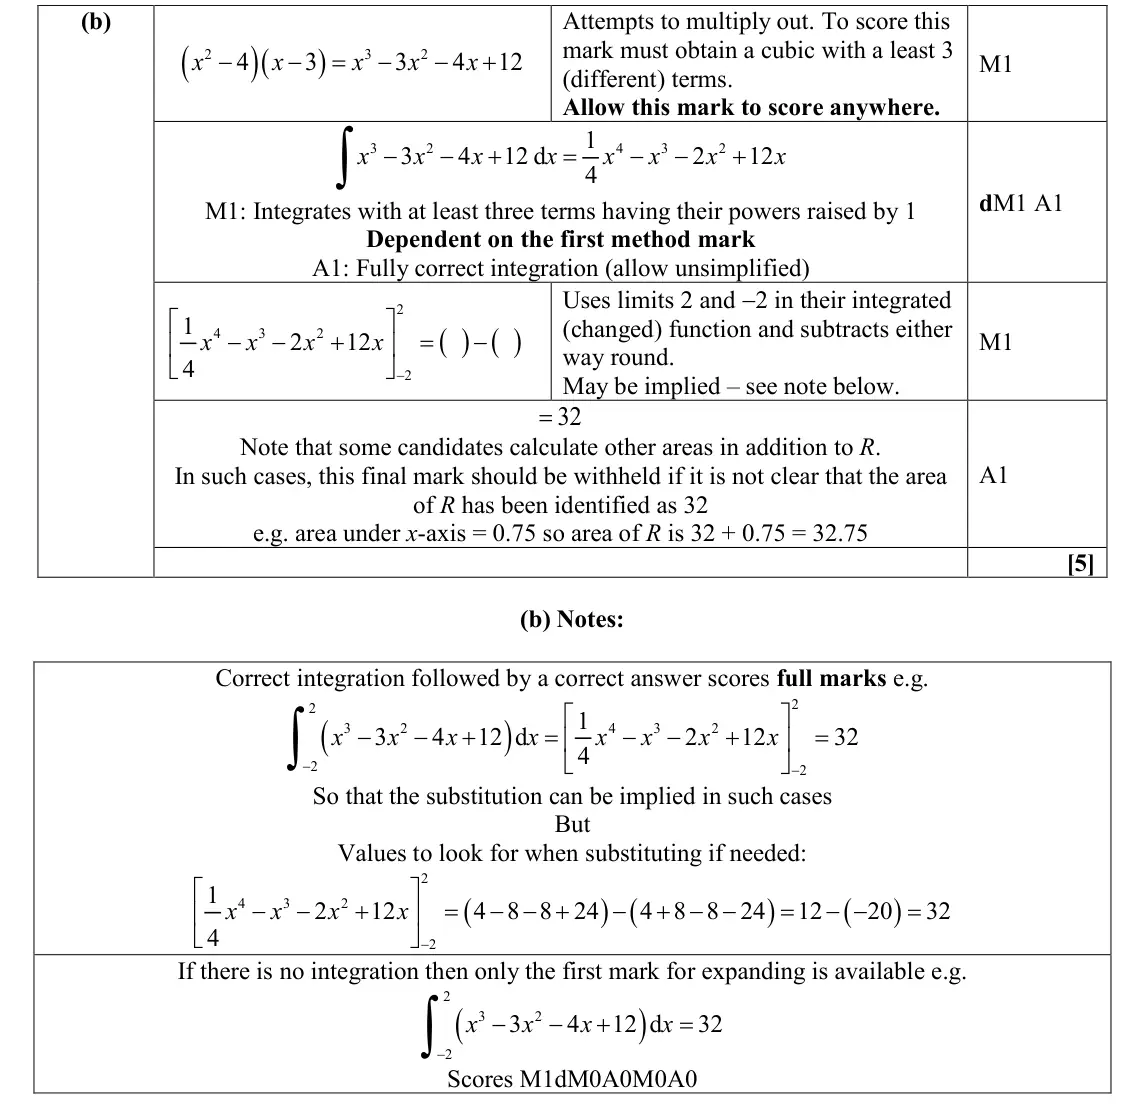 (b)
(x² − 4)(x − 3) = x³ − 3x² − 4x + 12
Attempts to multiply out. To score this
mark must obtain a cubic with a least 3
(different) terms.
Allow this mark to score anywhere.
M1
∫ x³ − 3x² − 4x + 12 dx = 1/4 x⁴ − x³ − 2x² + 12x
M1: Integrates with at least three terms having their powers raised by 1
Dependent on the first method mark
A1: Fully correct integration (allow unsimplified)
dM1 A1
[1/4 x⁴ − x³ − 2x² + 12x]²₋₂ = ( ) − ( )
Uses limits 2 and –2 in their integrated
(changed) function and subtracts either
way round.
May be implied – see note below.
M1
= 32
Note that some candidates calculate other areas in addition to R.
In such cases, this final mark should be withheld if it is not clear that the area
of R has been identified as 32
e.g. area under x-axis = 0.75 so area of R is 32 + 0.75 = 32.75
A1
[5]
(b) Notes:
Correct integration followed by a correct answer scores full marks e.g.
∫²₋₂ (x³ − 3x² − 4x + 12) dx = [1/4 x⁴ − x³ − 2x² + 12x]²₋₂ = 32
So that the substitution can be implied in such cases
But
Values to look for when substituting if needed:
[1/4 x⁴ − x³ − 2x² + 12x]²₋₂ = (4 − 8 − 8 + 24) − (4 + 8 − 8 − 24) = 12 − (−20) = 32
If there is no integration then only the first mark for expanding is available e.g.
∫²₋₂ (x³ − 3x² − 4x + 12) dx = 32
Scores M1dM0A0M0A0